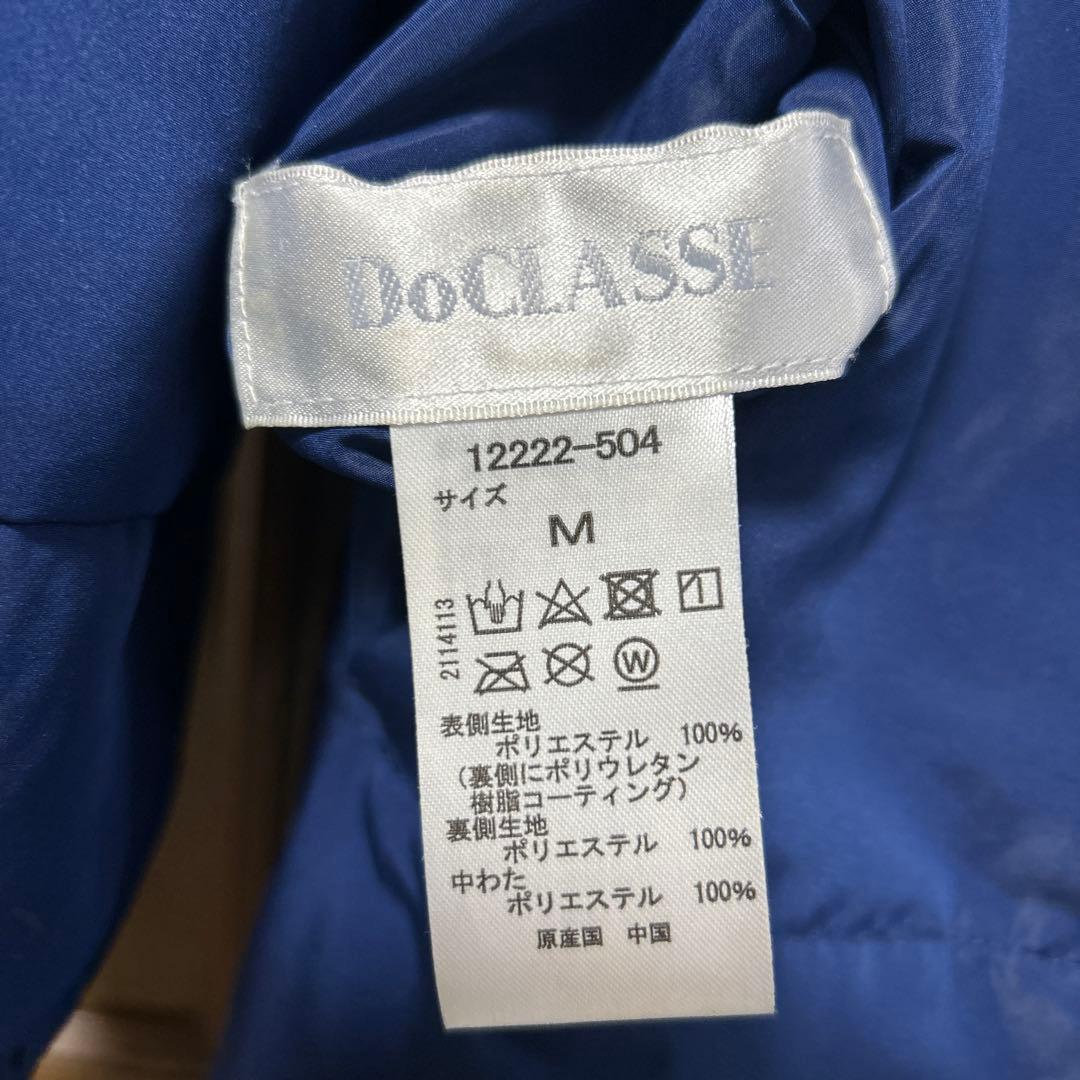 DoCLASSE
12222-504
サイズ
M
2114113
W
表側生地
ポリエステル 100%
(裏側にポリウレタン
樹脂コーティング)
裏側生地
ポリエステル 100%
中わた
ポリエステル 100%
原産国 中国